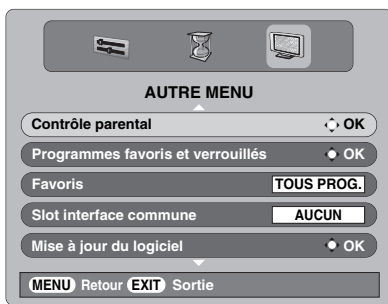 AUTRE MENU
Contrôle parental OK
Programmes favoris et verrouillés OK
Favoris TOUS PROG.
Slot interface commune AUCUN
Mise à jour du logiciel OK
MENU Retour EXIT Sortie